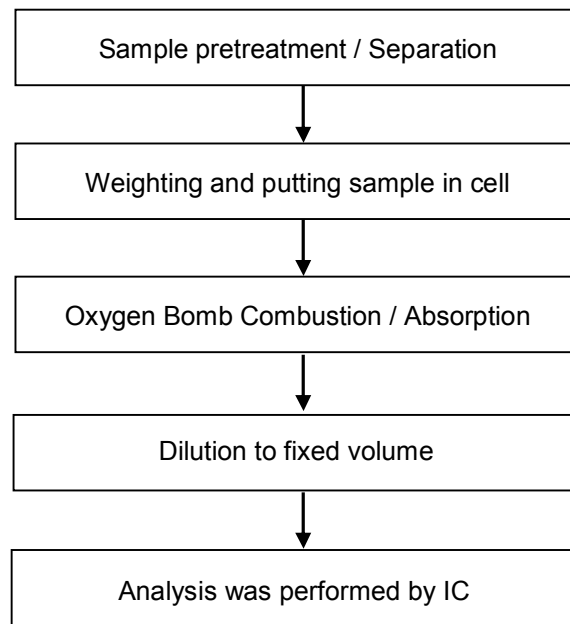 Sample pretreatment / Separation
Weighting and putting sample in cell
Oxygen Bomb Combustion / Absorption
Dilution to fixed volume
Analysis was performed by IC